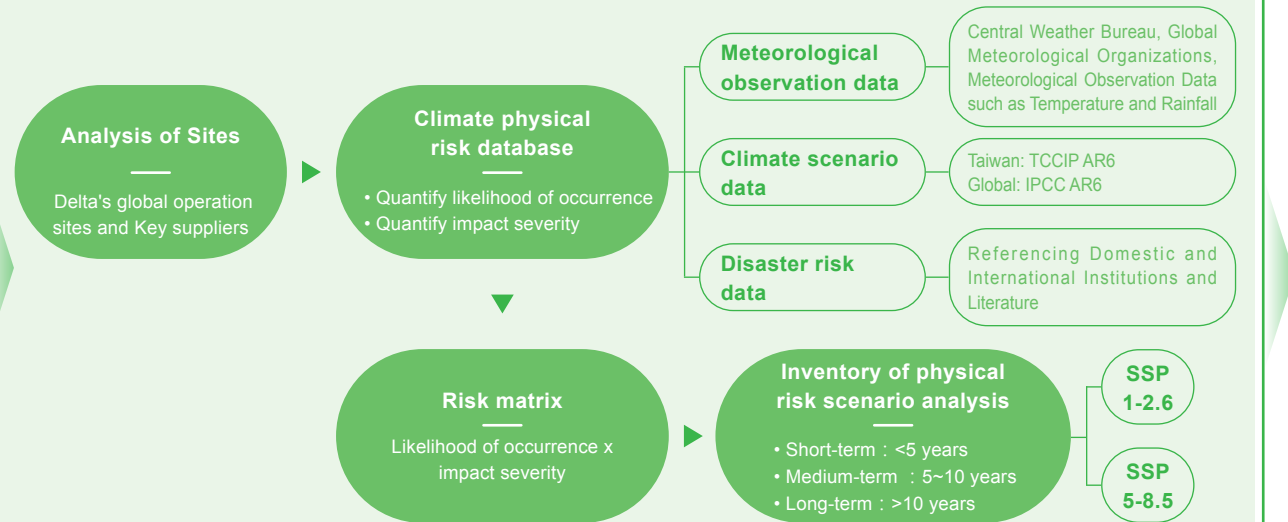 Analysis of Sites
Delta's global operation
sites and Key suppliers
Climate physical
risk database
• Quantify likelihood of occurrence
• Quantify impact severity
Meteorological
observation data
Central Weather Bureau, Global
Meteorological Organizations,
Meteorological Observation Data
such as Temperature and Rainfall
Climate scenario
data
Taiwan: TCCIP AR6
Global: IPCC AR6
Disaster risk
data
Referencing Domestic and
International Institutions and
Literature
Risk matrix
Likelihood of occurrence x
impact severity
Inventory of physical
risk scenario analysis
• Short-term：<5 years
• Medium-term ：5~10 years
• Long-term：>10 years
SSP
1-2.6
SSP
5-8.5